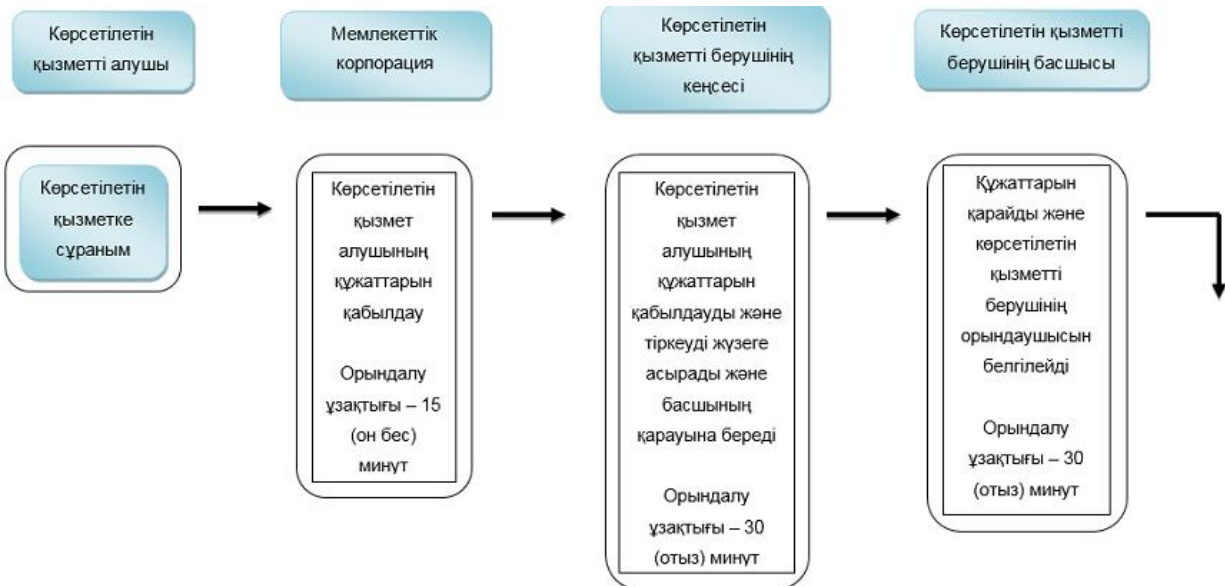 Көрсетілетін
қызметті алушы
Мемлекеттік
корпорация
Көрсетілетін
қызметті берушінің
кеңсесі
Көрсетілетін қызметті
берушінің басшысы
Көрсетілетін
қызметке
сұраным
Көрсетілетін
қызмет
алушының
құжаттарын
қабылдау
Орындалу
ұзақтығы – 15
(он бес)
минут
Көрсетілетін
қызмет
алушының
құжаттарын
қабылдауды және
тіркеуді жүзеге
асырады және
басшының
қарауына береді
Орындалу
ұзақтығы – 30
(отыз) минут
Құжаттарын
қарайды және
көрсетілетін
қызметті
берушінің
орындаушысын
белгілейді
Орындалу
ұзақтығы – 30
(отыз) минут